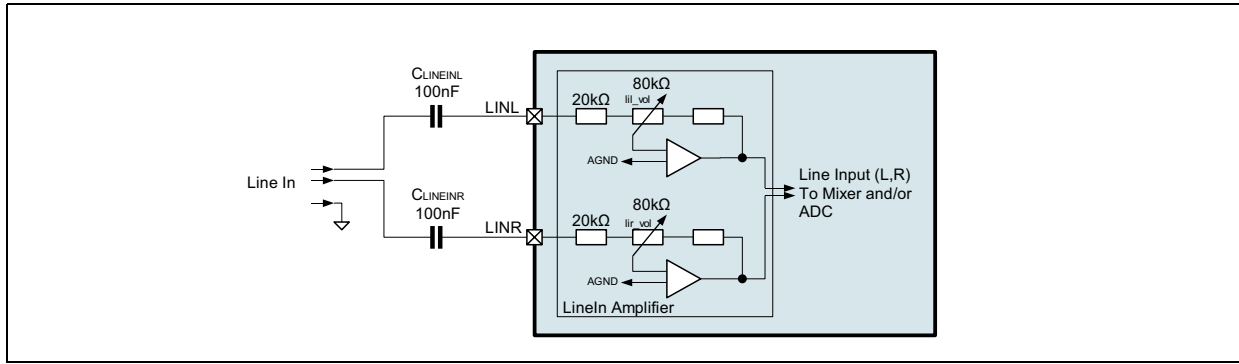 CLINEINL
100nF
LINL
20kΩ
80kΩ
lil_vol
AGND
Line In
CLINEINR
100nF
LINR
20kΩ
80kΩ
lir_vol
AGND
LineIn Amplifier
Line Input (L,R)
To Mixer and/or
ADC